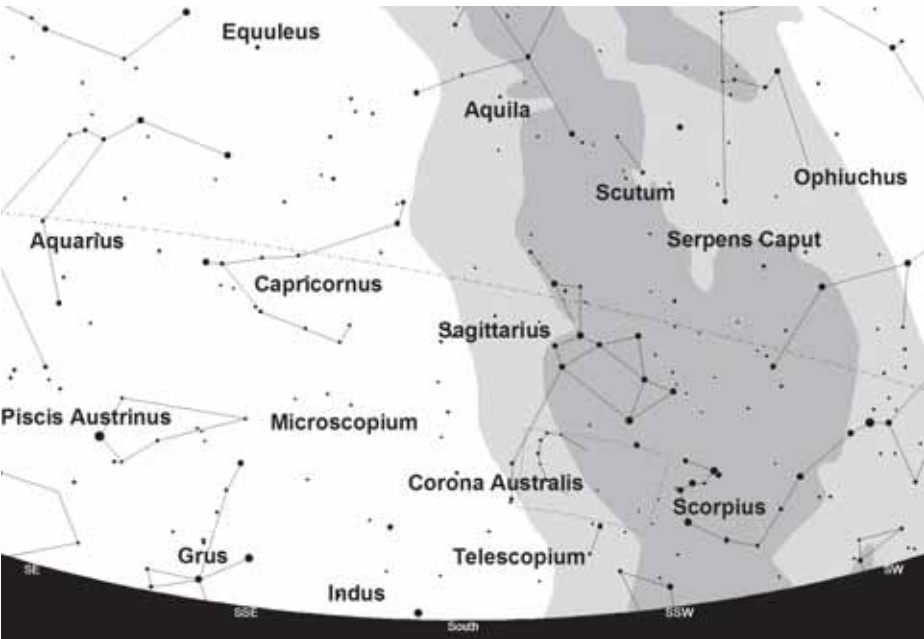 Equuleus
Aquila
Ophiuchus
Scutum
Aquarius
Serpens Caput
Capricornus
Sagittarius
Piscis Austrinus
Microscopium
Corona Australis
Scorpius
Grus
Telescopium
Indus
SE
SW
SSE
SSW
South